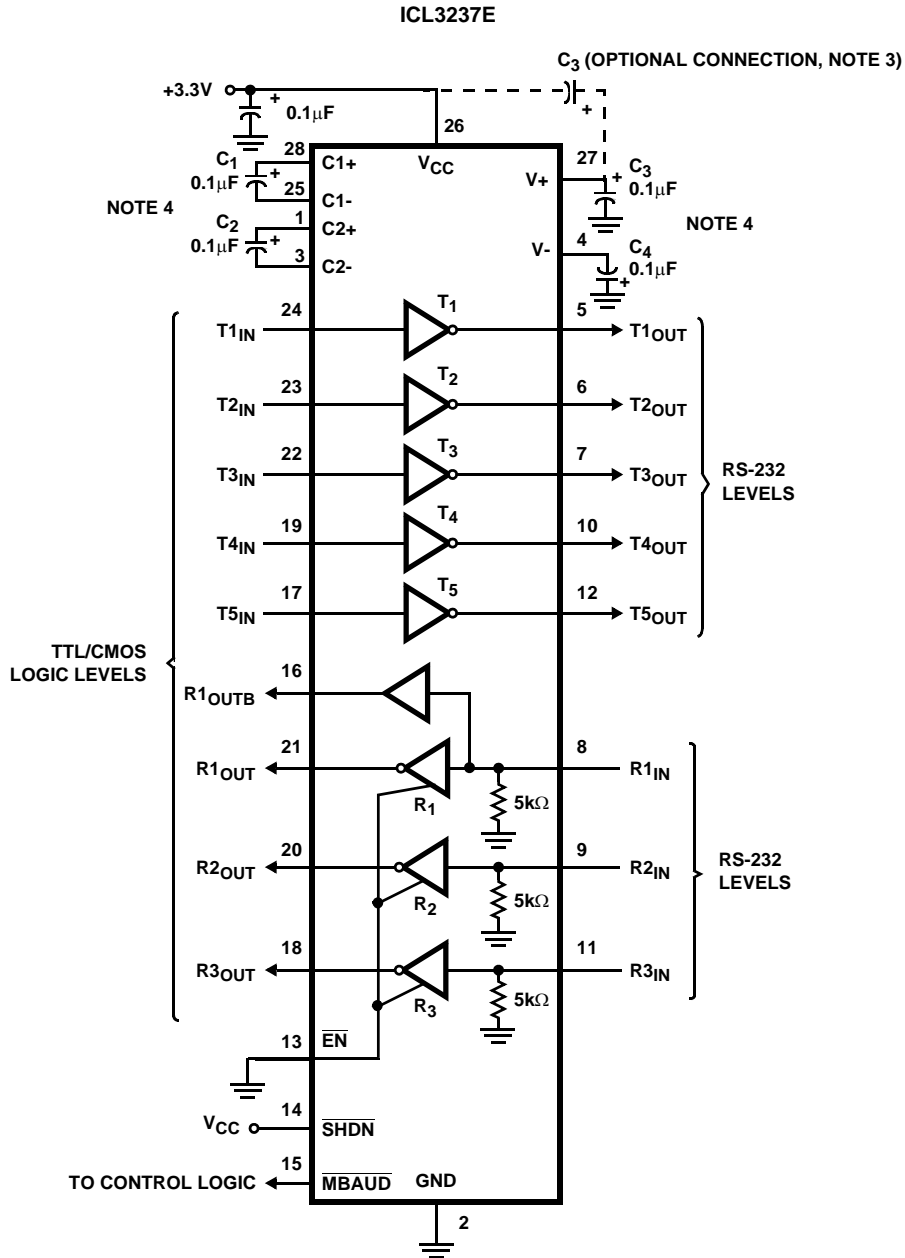 ICL3237E
C3 (OPTIONAL CONNECTION, NOTE 3)
+3.3V
+
0.1μF
+
26
28
C1
0.1μF
+
C1+
VCC
27
V+
+
C3
0.1μF
25
C1-
NOTE 4
1
C2
0.1μF
+
C2+
NOTE 4
3
C2-
4
V-
C4
0.1μF
+
T1IN
24
T1
5
T1OUT
T2IN
23
T2
6
T2OUT
T3IN
22
T3
7
T3OUT
RS-232
LEVELS
T4IN
19
T4
10
T4OUT
T5IN
17
T5
12
T5OUT
TTL/CMOS
LOGIC LEVELS
R1OUTB
16
R1OUT
21
R1
5kΩ
8
R1IN
R2OUT
20
R2
5kΩ
9
R2IN
RS-232
LEVELS
R3OUT
18
R3
5kΩ
11
R3IN
13
EN
VCC
14
SHDN
TO CONTROL LOGIC
15
MBAUD
GND
2